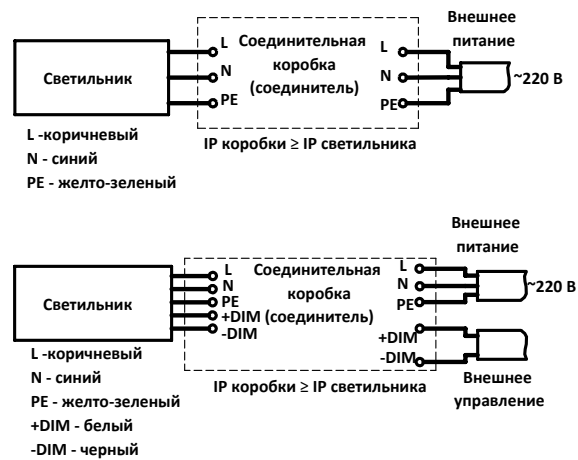 Светильник
L
N
PE
Соединительная
коробка
(соединитель)
L
N
PE
Внешнее
питание
~220 В
L -коричневый
N - синий
PE - желто-зеленый
IP коробки ≥ IP светильника
Светильник
L
N
PE
+DIM
-DIM
Соединительная
коробка
(соединитель)
L
N
PE
+DIM
-DIM
Внешнее
питание
~220 В
Внешнее
управление
L -коричневый
N - синий
PE - желто-зеленый
+DIM - белый
-DIM - черный
IP коробки ≥ IP светильника